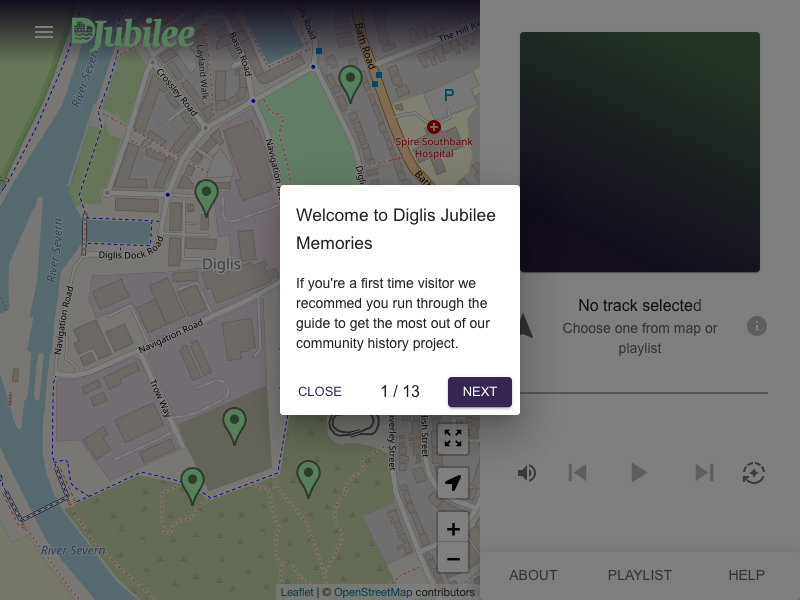 DJubilee
River Severn
Crossley Road
Layland Walk
Basin Road
Bath Road
The Hill Av
P
Spire Southbank
Hospital
Navigation Road
Diglis
Diglis Dock Road
River Severn
Navigation Road
Navigation Road
Trow Way
Waverley Street
River Severn
Welcome to Diglis Jubilee
Memories
If you're a first time visitor we
recommed you run through the
guide to get the most out of our
community history project.
CLOSE
1 / 13
NEXT
+
−
Leaflet | © OpenStreetMap contributors
No track selected
Choose one from map or
playlist
ABOUT
PLAYLIST
HELP